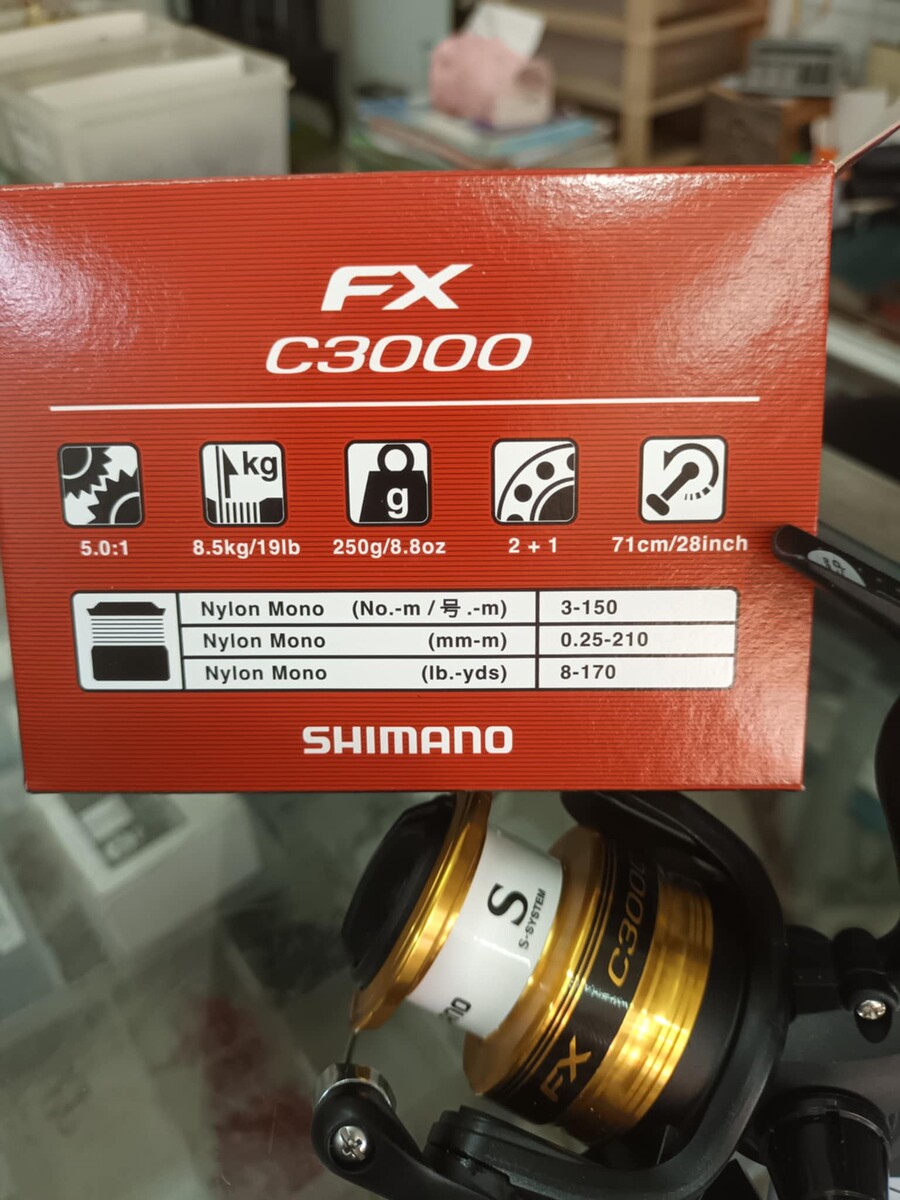 FX
C3000
kg
g
5.0:1
8.5kg/19lb
250g/8.8oz
2 + 1
71cm/28inch
Nylon Mono (No.-m / 号.-m) 3-150
Nylon Mono (mm-m) 0.25-210
Nylon Mono (lb.-yds) 8-170
SHIMANO
S
S-SYSTEM
C3000
FX